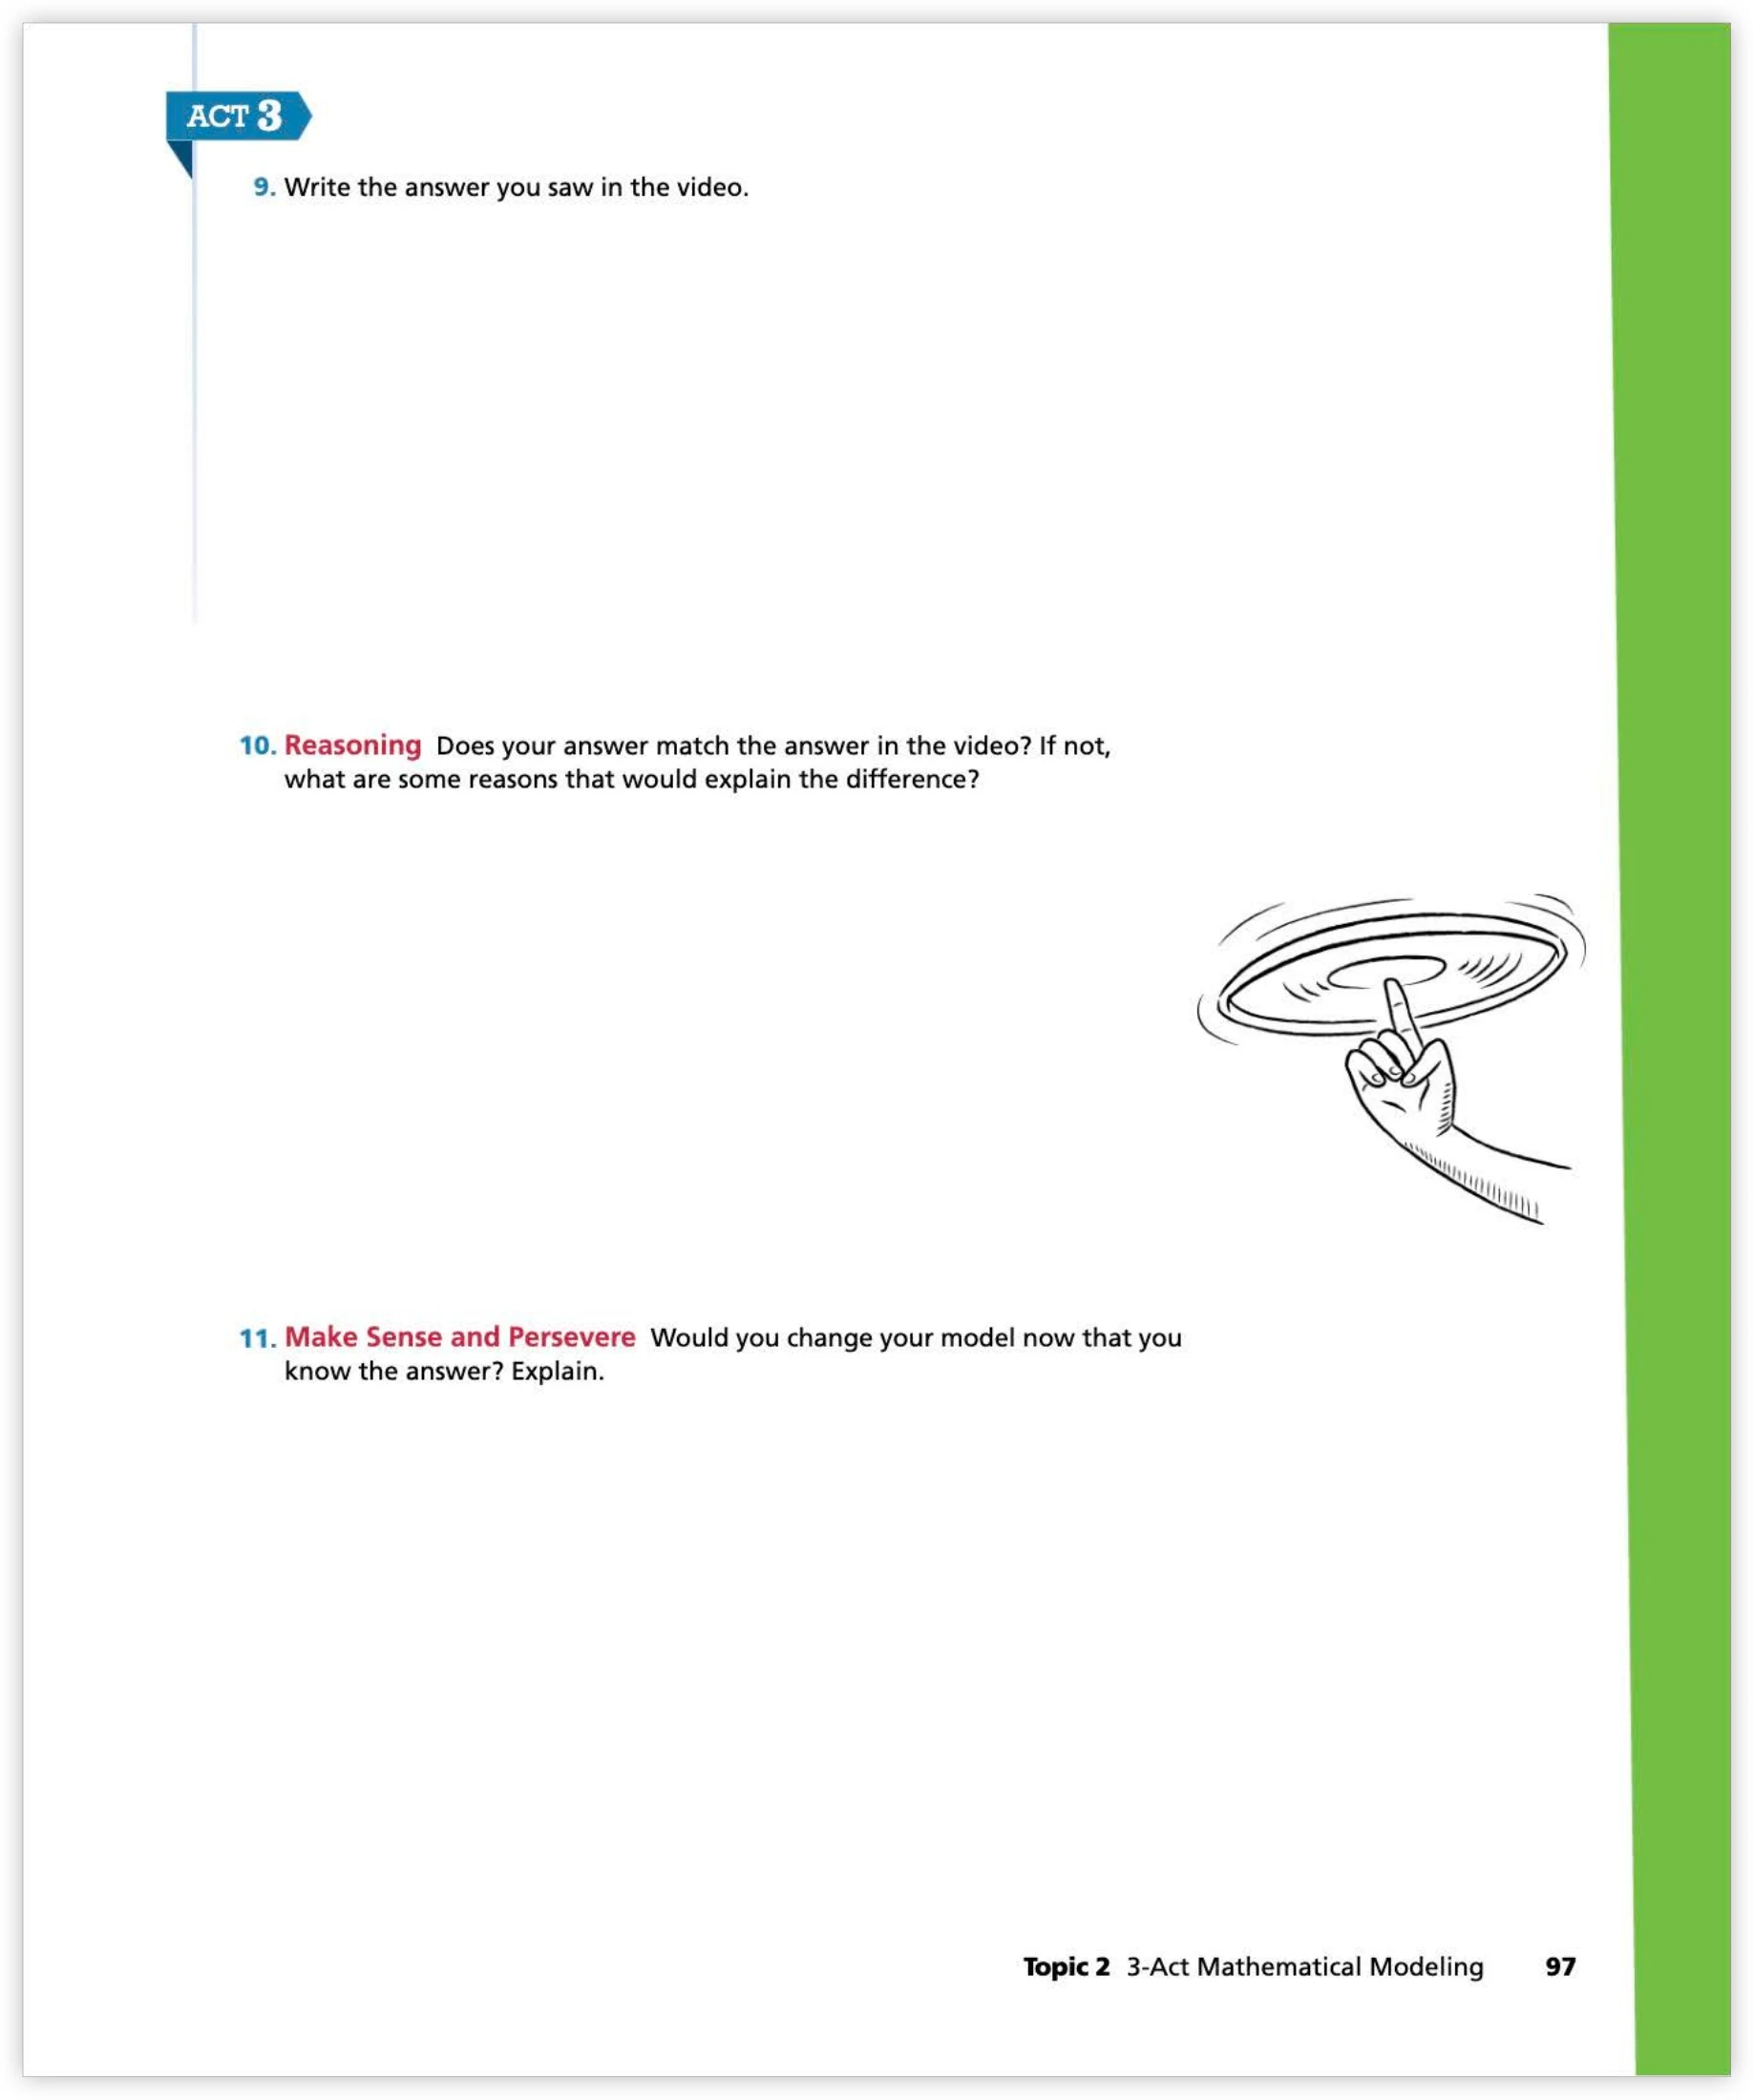 ACT 3
9. Write the answer you saw in the video.
10. Reasoning Does your answer match the answer in the video? If not,
what are some reasons that would explain the difference?
11. Make Sense and Persevere Would you change your model now that you
know the answer? Explain.
Topic 2 3-Act Mathematical Modeling 97